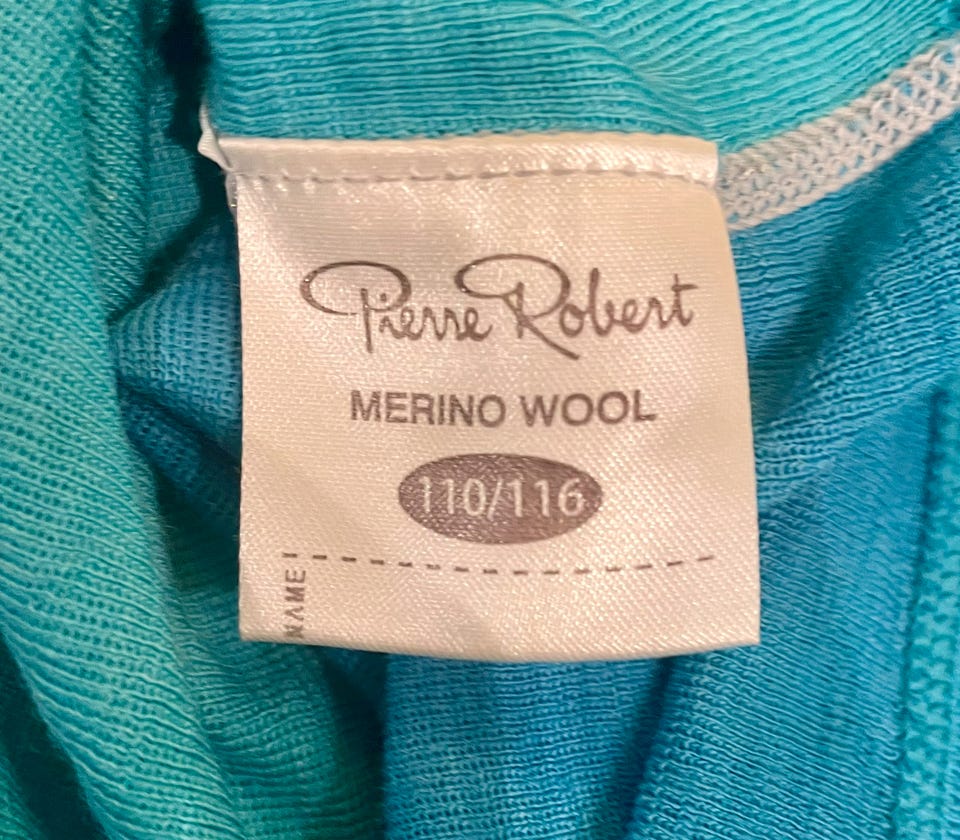 Pierre Robert
MERINO WOOL
110/116
NAME